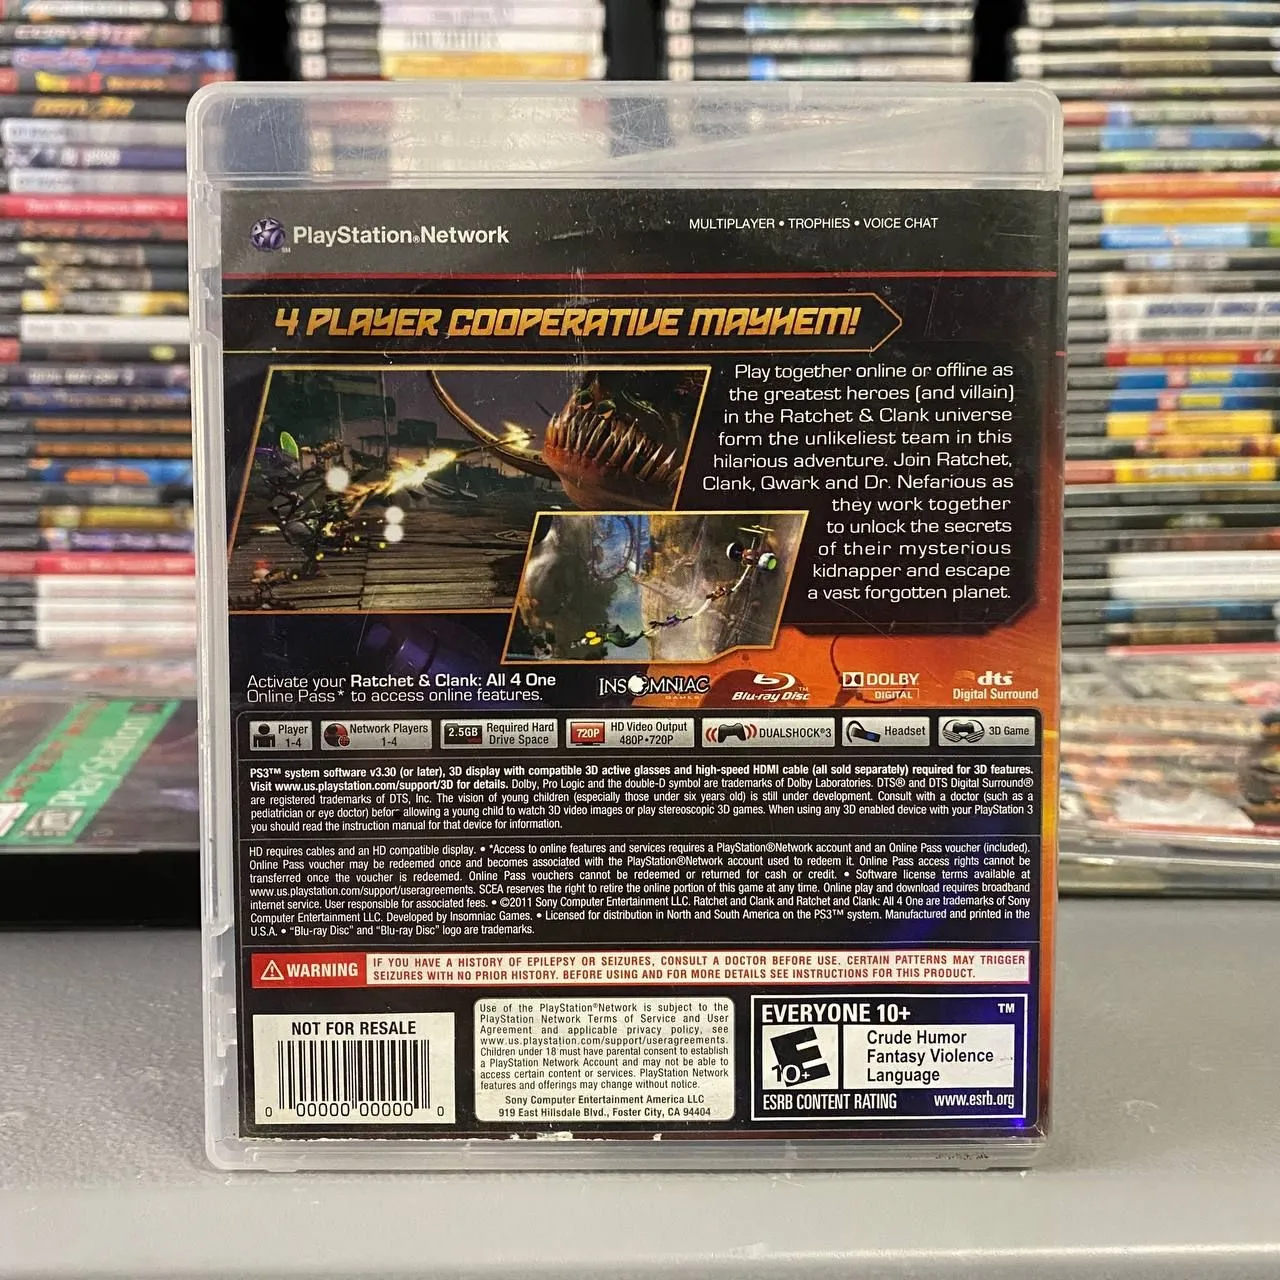 PlayStation®Network
SM
MULTIPLAYER • TROPHIES • VOICE CHAT
4 PLAYER COOPERATIVE MAYHEM!
Play together online or offline as
the greatest heroes (and villain)
in the Ratchet & Clank universe
form the unlikeliest team in this
hilarious adventure. Join Ratchet,
Clank, Qwark and Dr. Nefarious as
they work together
to unlock the secrets
of their mysterious
kidnapper and escape
a vast forgotten planet.
Activate your Ratchet & Clank: All 4 One
Online Pass* to access online features.
INSOMNIAC
GAMES
Blu-ray Disc
DOLBY
DIGITAL
dts
Digital Surround
Player
1-4
Network Players
1-4
2.5GB
Required Hard
Drive Space
720P
HD Video Output
480P•720P
DUALSHOCK®3
Headset
3D Game
PS3™ system software v3.30 (or later), 3D display with compatible 3D active glasses and high-speed HDMI cable (all sold separately) required for 3D features.
Visit www.us.playstation.com/support/3D for details. Dolby, Pro Logic and the double-D symbol are trademarks of Dolby Laboratories. DTS® and DTS Digital Surround®
are registered trademarks of DTS, Inc. The vision of young children (especially those under six years old) is still under development. Consult with a doctor (such as a
pediatrician or eye doctor) befor allowing a young child to watch 3D video images or play stereoscopic 3D games. When using any 3D enabled device with your PlayStation 3
you should read the instruction manual for that device for information.
HD requires cables and an HD compatible display. • *Access to online features and services requires a PlayStation®Network account and an Online Pass voucher (included).
Online Pass voucher may be redeemed once and becomes associated with the PlayStation®Network account used to redeem it. Online Pass access rights cannot be
transferred once the voucher is redeemed. Online Pass vouchers cannot be redeemed or returned for cash or credit. • Software license terms available at
www.us.playstation.com/support/useragreements. SCEA reserves the right to retire the online portion of this game at any time. Online play and download requires broadband
internet service. User responsible for associated fees. • ©2011 Sony Computer Entertainment LLC. Ratchet and Clank and Ratchet and Clank: All 4 One are trademarks of Sony
Computer Entertainment LLC. Developed by Insomniac Games. • Licensed for distribution in North and South America on the PS3™ system. Manufactured and printed in the
U.S.A. • “Blu-ray Disc” and “Blu-ray Disc” logo are trademarks.
WARNING
IF YOU HAVE A HISTORY OF EPILEPSY OR SEIZURES, CONSULT A DOCTOR BEFORE USE. CERTAIN PATTERNS MAY TRIGGER
SEIZURES WITH NO PRIOR HISTORY. BEFORE USING AND FOR MORE DETAILS SEE INSTRUCTIONS FOR THIS PRODUCT.
NOT FOR RESALE
0 00000 00000 0
Use of the PlayStation®Network is subject to the
PlayStation Network Terms of Service and User
Agreement and applicable privacy policy, see
www.us.playstation.com/support/useragreements.
Children under 18 must have parental consent to establish
a PlayStation Network Account and may not be able to
access certain content or services. PlayStation Network
features and offerings may change without notice.
Sony Computer Entertainment America LLC
919 East Hillsdale Blvd., Foster City, CA 94404
EVERYONE 10+
TM
E
10+
Crude Humor
Fantasy Violence
Language
ESRB CONTENT RATING
www.esrb.org
PlayStation